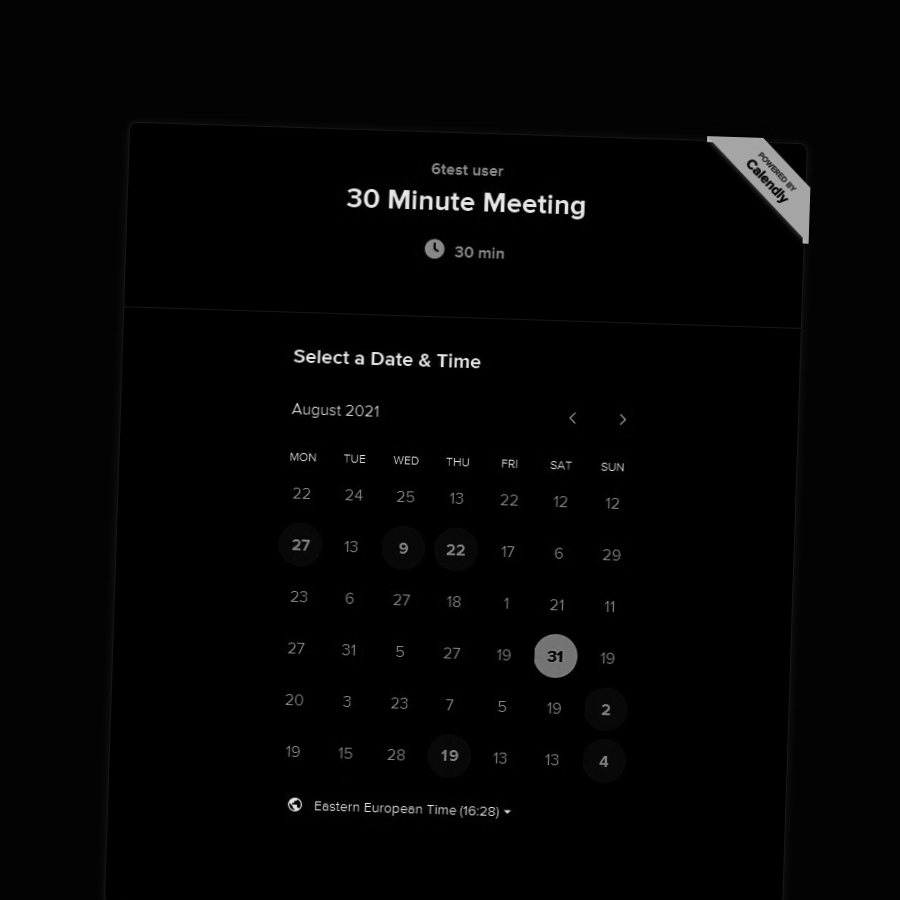 POWERED BY
Calendly
6test user
30 Minute Meeting
30 min
Select a Date & Time
August 2021
MON TUE WED THU FRI SAT SUN
22 24 25 13 22 12 12
27 13 9 22 17 6 29
23 6 27 18 1 21 11
27 31 5 27 19 31 19
20 3 23 7 5 19 2
19 15 28 19 13 13 4
Eastern European Time (16:28)